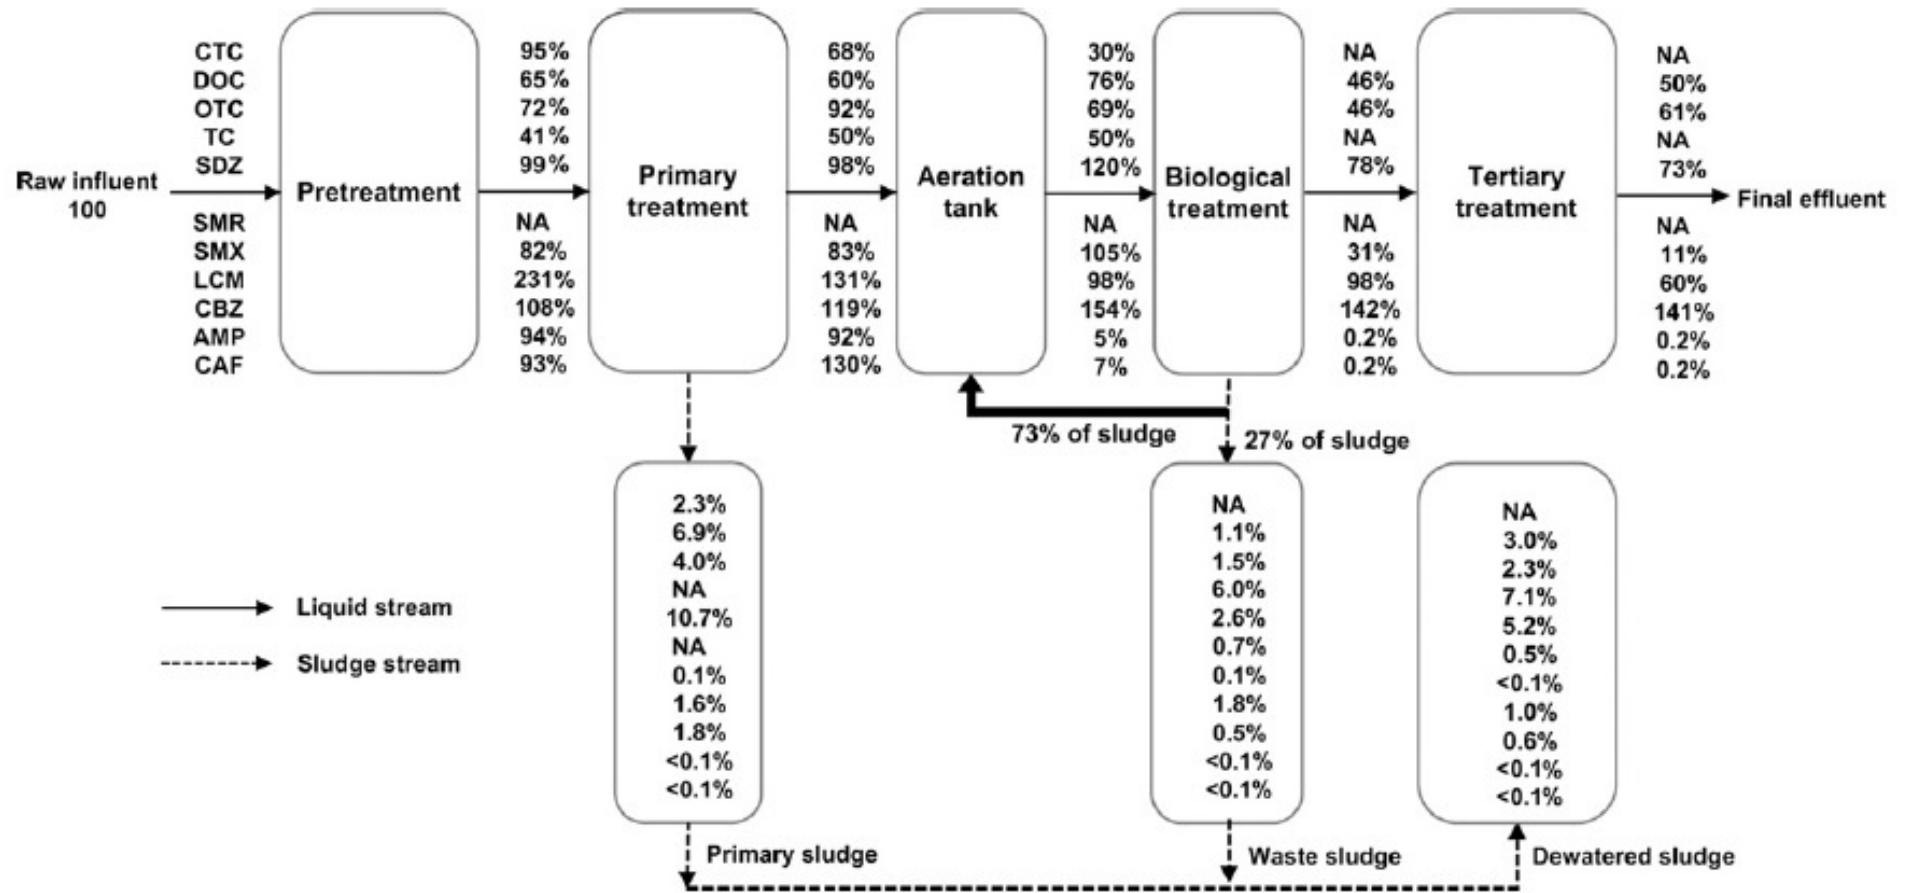 CTC 95% 68% 30% NA NA
DOC 65% 60% 76% 46% 50%
OTC 72% 92% 69% 46% 61%
TC 41% 50% 50% NA NA
SDZ 99% 98% 120% 78% 73%
Raw influent
100
Pretreatment
Primary
treatment
Aeration
tank
Biological
treatment
Tertiary
treatment
Final effluent
SMR NA NA NA NA NA
SMX 82% 83% 105% 31% 11%
LCM 231% 131% 98% 98% 60%
CBZ 108% 119% 154% 142% 141%
AMP 94% 92% 5% 0.2% 0.2%
CAF 93% 130% 7% 0.2% 0.2%
73% of sludge
27% of sludge
2.3% NA NA
6.9% 1.1% 3.0%
4.0% 1.5% 2.3%
NA 6.0% 7.1%
10.7% 2.6% 5.2%
NA 0.7% 0.5%
0.1% 0.1% <0.1%
1.6% 1.8% 1.0%
1.8% 0.5% 0.6%
<0.1% <0.1% <0.1%
<0.1% <0.1% <0.1%
Liquid stream
Sludge stream
Primary sludge
Waste sludge
Dewatered sludge